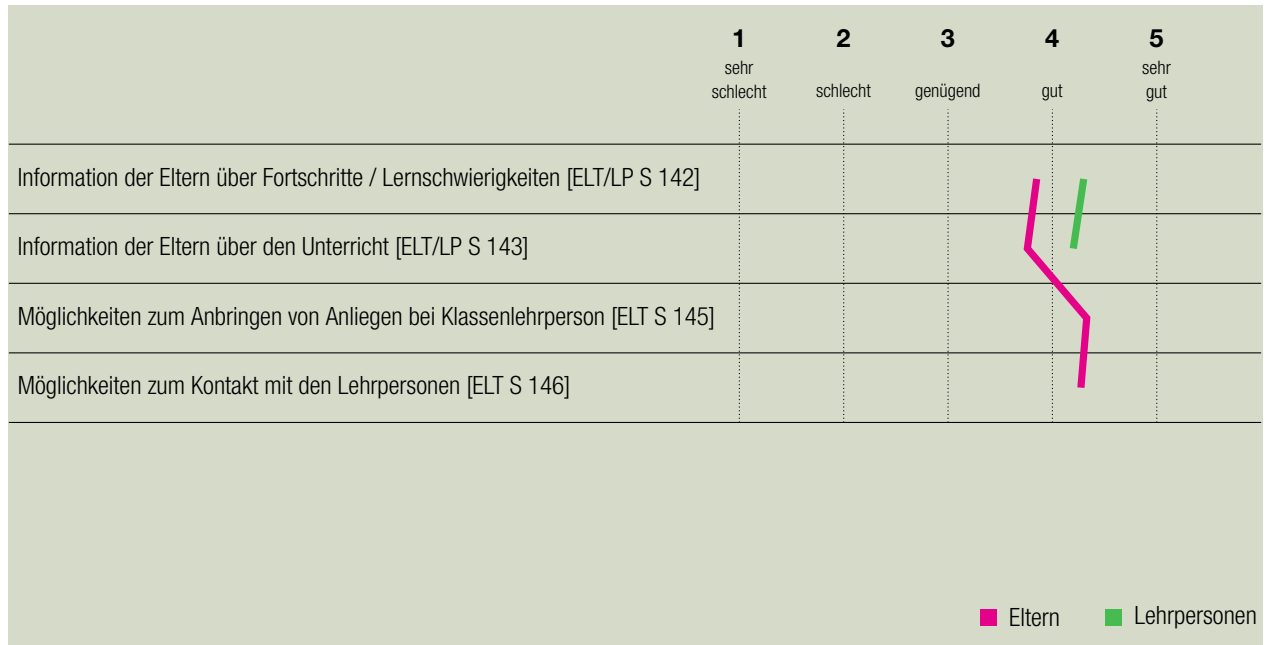 1 2 3 4 5
sehr schlecht schlecht genügend gut sehr gut
Information der Eltern über Fortschritte / Lernschwierigkeiten [ELT/LP S 142]
Information der Eltern über den Unterricht [ELT/LP S 143]
Möglichkeiten zum Anbringen von Anliegen bei Klassenlehrperson [ELT S 145]
Möglichkeiten zum Kontakt mit den Lehrpersonen [ELT S 146]
Eltern Lehrpersonen